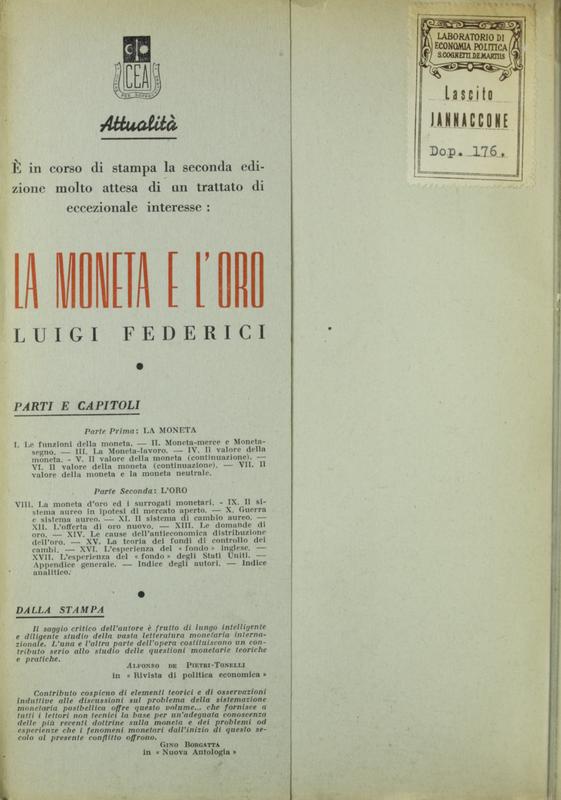 CEA
Attualità
È in corso di stampa la seconda edi-
zione molto attesa di un trattato di
eccezionale interesse :
LA MONETA E L'ORO
LUIGI FEDERICI
PARTI E CAPITOLI
Parte Prima: LA MONETA
I. Le funzioni della moneta. — II. Moneta-merce e Moneta-
segno. — III. La Moneta-lavoro. — IV. Il valore della
moneta. - V. Il valore della moneta (continuazione). —
VI. Il valore della moneta (continuazione). — VII. Il
valore della moneta e la moneta neutrale.
Parte Seconda: L'ORO
VIII. La moneta d'oro ed i surrogati monetari. - IX. Il si-
stema aureo in ipotesi di mercato aperto. — X. Guerra
e sistema aureo. — XI. Il sistema di cambio aureo. —
XII. L'offerta di oro nuovo. — XIII. Le domande di
oro. — XIV. Le cause dell'antieconomica distribuzione
dell'oro. — XV. La teoria dei fondi di controllo dei
cambi. — XVI. L'esperienza del « fondo » inglese. —
XVII. L'esperienza del « fondo » degli Stati Uniti. —
Appendice generale. — Indice degli autori. — Indice
analitico.
DALLA STAMPA
Il saggio critico dell'autore è frutto di lungo intelligente
e diligente studio della vasta letteratura monetaria interna-
zionale. L'una e l'altra parte dell'opera costituiscono un con-
tributo serio allo studio delle questioni monetarie teoriche
e pratiche.
ALFONSO DE PIETRI-TONELLI
in « Rivista di politica economica »
Contributo cospicuo di elementi teorici e di osservazioni
induttive alle discussioni sul problema della sistemazione
monetaria postbellica offre questo volume... che fornisce a
tutti i lettori non tecnici la base per un'adeguata conoscenza
delle più recenti dottrine sulla moneta e dei problemi od
esperienze che i fenomeni monetari dall'inizio di questo se-
colo al presente conflitto offrono.
GINO BORGATTA
in « Nuova Antologia »
LABORATORIO DI
ECONOMIA POLITICA
S. COGNETTI DE MARTIIS
Lascito
JANNACCONE
Dop. 176.